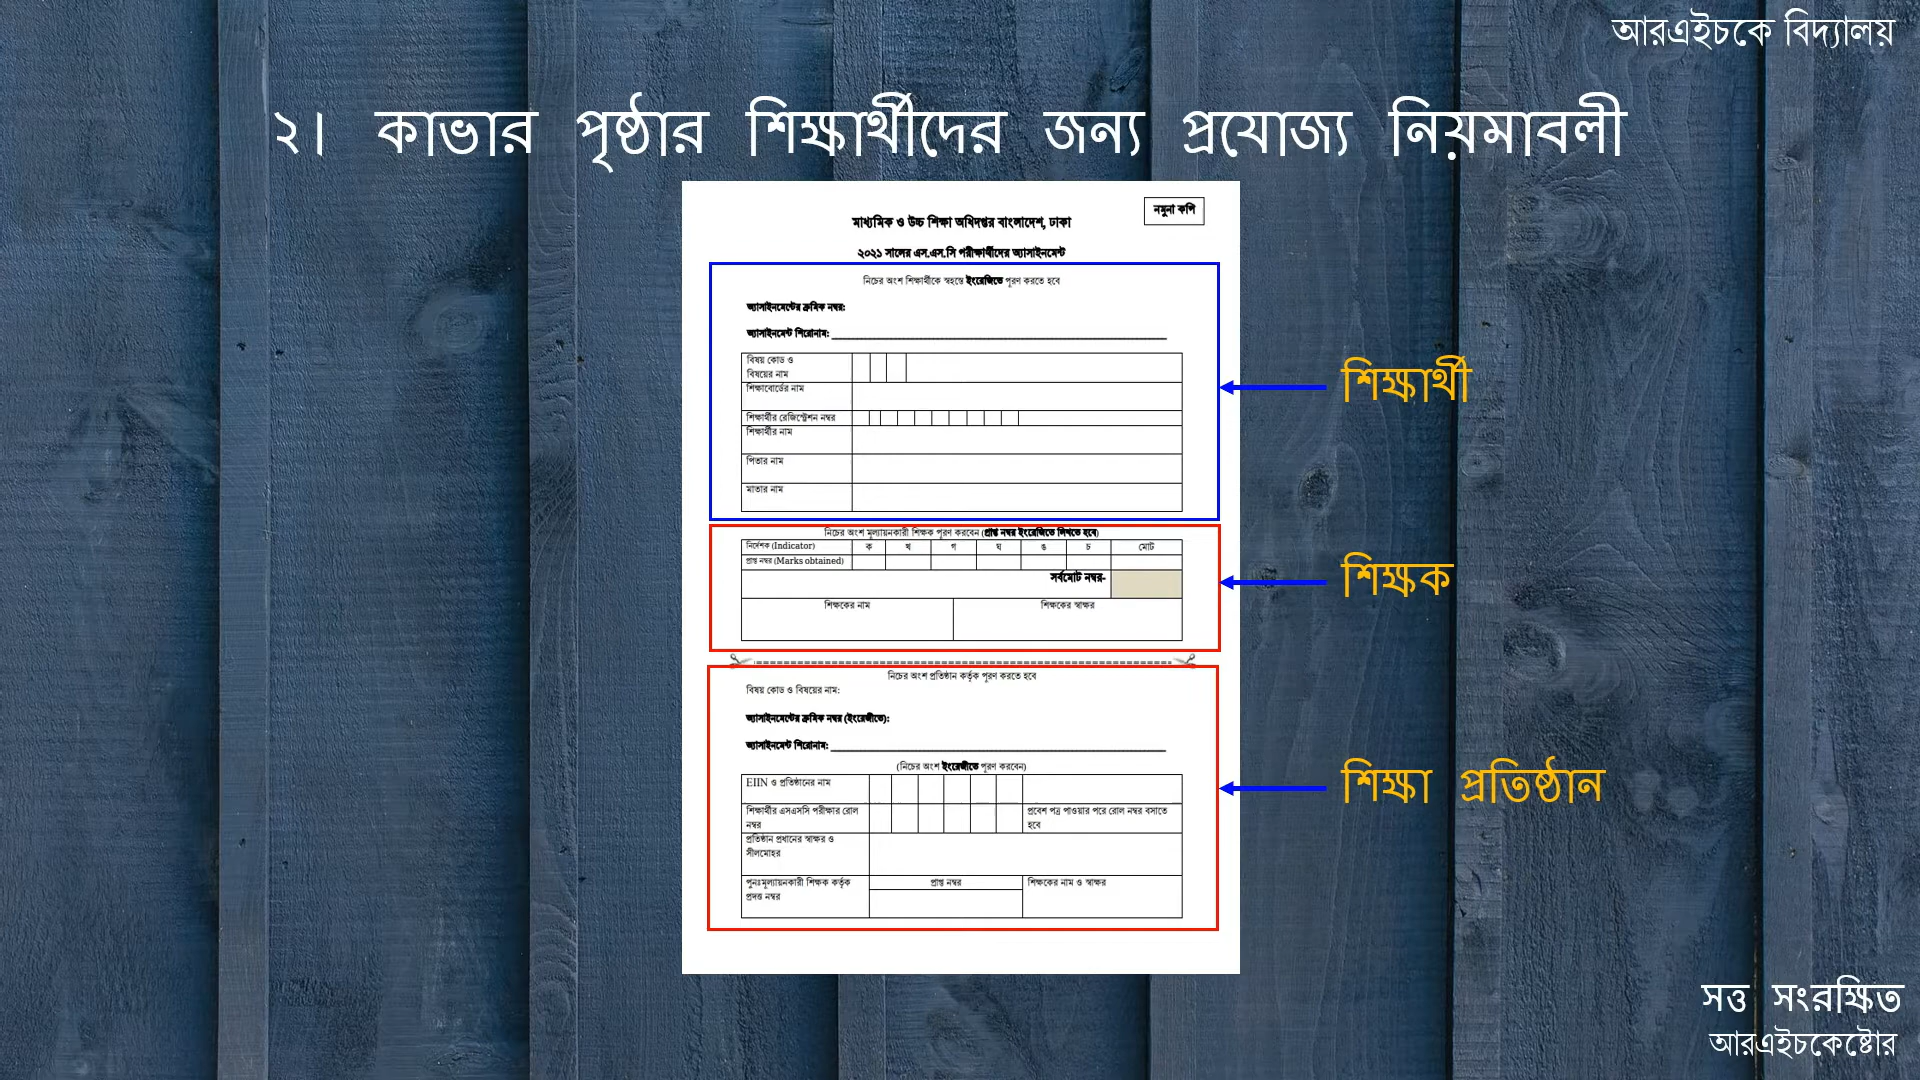 আরএইচকে বিদ্যালয়
২। কাভার পৃষ্ঠার শিক্ষার্থীদের জন্য প্রযোজ্য নিয়মাবলী
নমুনা কপি
মাধ্যমিক ও উচ্চ শিক্ষা অধিদপ্তর বাংলাদেশ, ঢাকা
২০২১ সালের এস.এস.সি পরীক্ষার্থীদের অ্যাসাইনমেন্ট
নিচের অংশ শিক্ষার্থীকে স্বহস্তে ইংরেজিতে পূরণ করতে হবে
অ্যাসাইনমেন্টের ক্রমিক নম্বর:
অ্যাসাইনমেন্ট শিরোনাম:
বিষয় কোড ও
বিষয়ের নাম
শিক্ষাবোর্ডের নাম
শিক্ষার্থীর রেজিস্ট্রেশন নম্বর
শিক্ষার্থীর নাম
পিতার নাম
মাতার নাম
শিক্ষার্থী
নিচের অংশ মূল্যায়নকারী শিক্ষক পূরণ করবেন (প্রাপ্ত নম্বর ইংরেজিতে লিখতে হবে)
নির্দেশক (Indicator) ক খ গ ঘ ঙ চ মোট
প্রাপ্ত নম্বর (Marks obtained)
সর্বমোট নম্বর-
শিক্ষকের নাম শিক্ষকের স্বাক্ষর
শিক্ষক
নিচের অংশ প্রতিষ্ঠান কর্তৃক পূরণ করতে হবে
বিষয় কোড ও বিষয়ের নাম:
অ্যাসাইনমেন্টের ক্রমিক নম্বর (ইংরেজীতে):
অ্যাসাইনমেন্ট শিরোনাম:
(নিচের অংশ ইংরেজীতে পূরণ করবেন)
EIIN ও প্রতিষ্ঠানের নাম
শিক্ষার্থীর এসএসসি পরীক্ষার রোল
নম্বর
প্রবেশ পত্র পাওয়ার পরে রোল নম্বর বসাতে
হবে
প্রতিষ্ঠান প্রধানের স্বাক্ষর ও
সীলমোহর
পুনঃমূল্যায়নকারী শিক্ষক কর্তৃক
প্রদত্ত নম্বর
প্রাপ্ত নম্বর
শিক্ষকের নাম ও স্বাক্ষর
শিক্ষা প্রতিষ্ঠান
সত্ত সংরক্ষিত
আরএইচকেষ্টোর